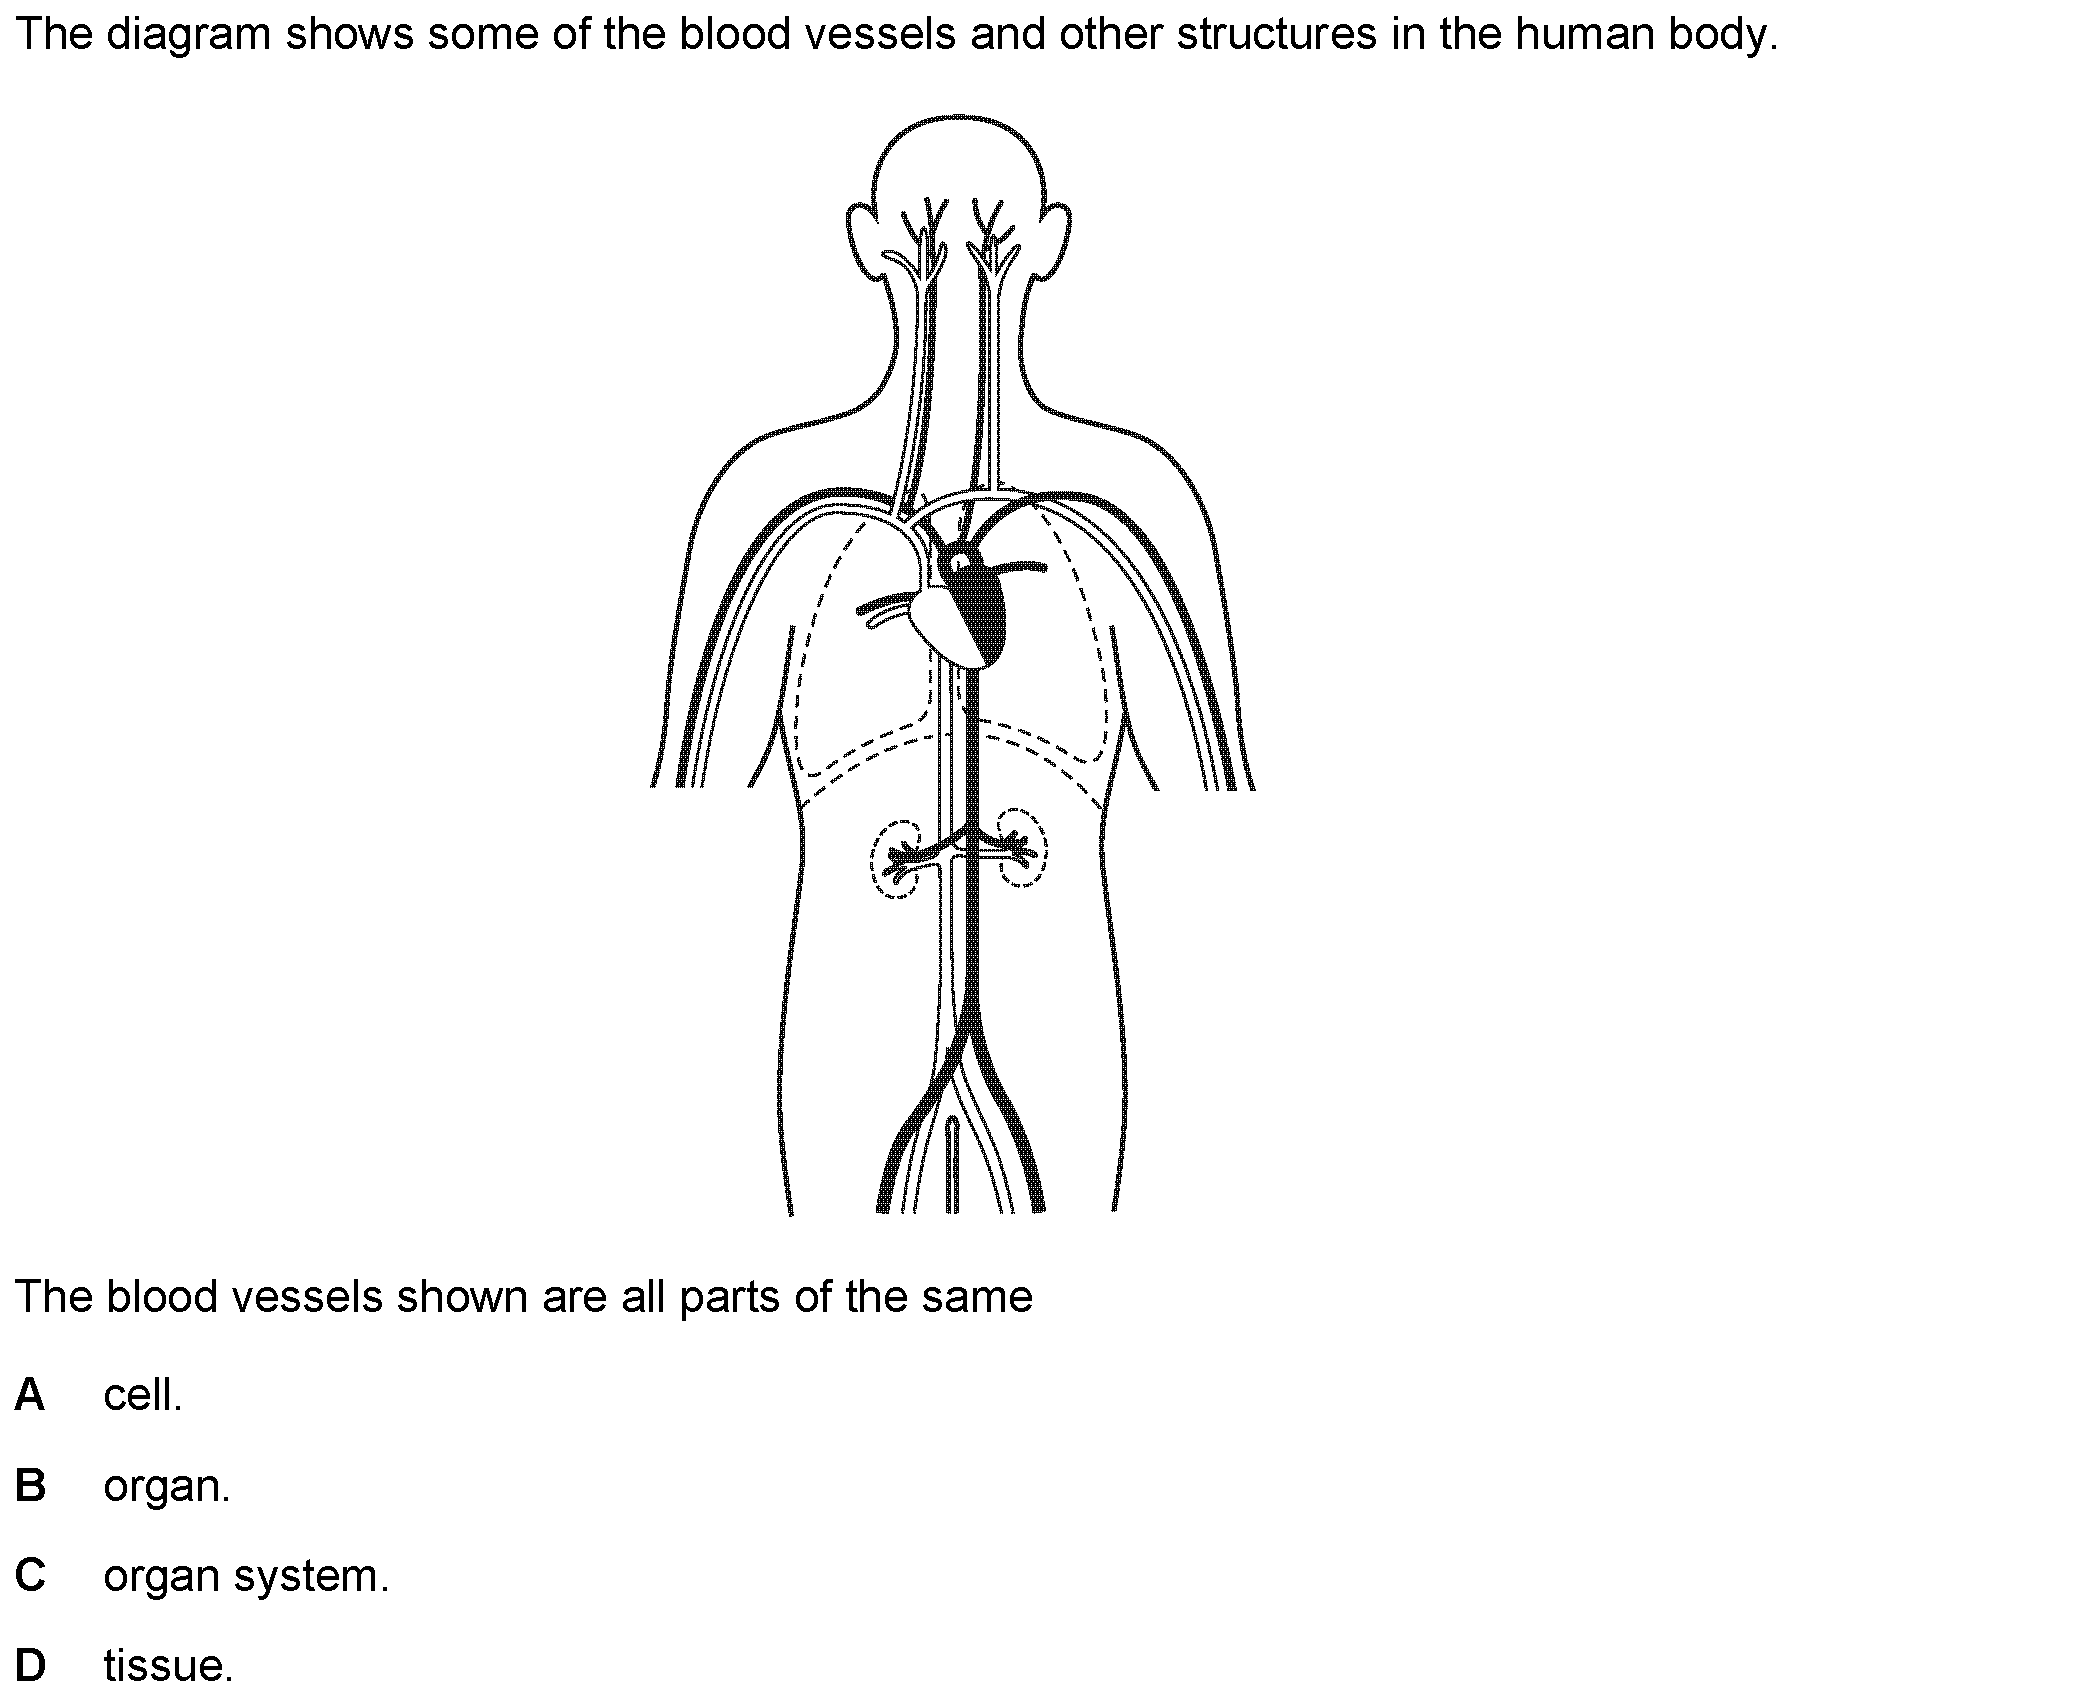 The diagram shows some of the blood vessels and other structures in the human body.
The blood vessels shown are all parts of the same
A cell.
B organ.
C organ system.
D tissue.